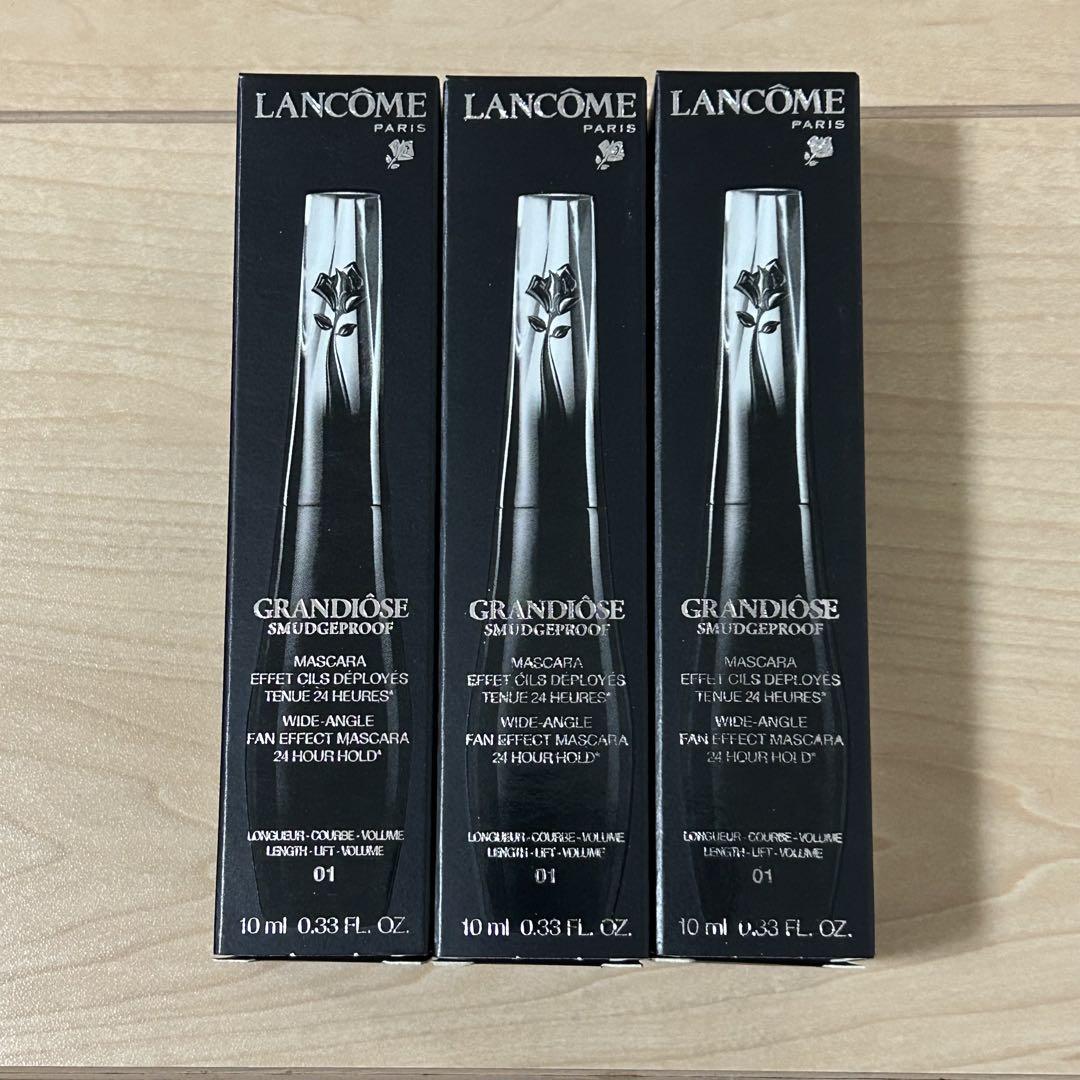 LANCÔME
PARIS
GRANDIÔSE
SMUDGEPROOF
MASCARA
EFFET CILS DÉPLOYÉS
TENUE 24 HEURES*
WIDE-ANGLE
FAN EFFECT MASCARA
24 HOUR HOLD*
LONGUEUR - COURBE - VOLUME
LENGTH - LIFT - VOLUME
01
10 ml 0.33 FL. OZ.
LANCÔME
PARIS
GRANDIÔSE
SMUDGEPROOF
MASCARA
EFFET CILS DÉPLOYÉS
TENUE 24 HEURES*
WIDE-ANGLE
FAN EFFECT MASCARA
24 HOUR HOLD*
LONGUEUR - COURBE - VOLUME
LENGTH - LIFT - VOLUME
01
10 ml 0.33 FL. OZ.
LANCÔME
PARIS
GRANDIÔSE
SMUDGEPROOF
MASCARA
EFFET CILS DÉPLOYÉS
TENUE 24 HEURES*
WIDE-ANGLE
FAN EFFECT MASCARA
24 HOUR HOLD*
LONGUEUR - COURBE - VOLUME
LENGTH - LIFT - VOLUME
01
10 ml 0.33 FL. OZ.